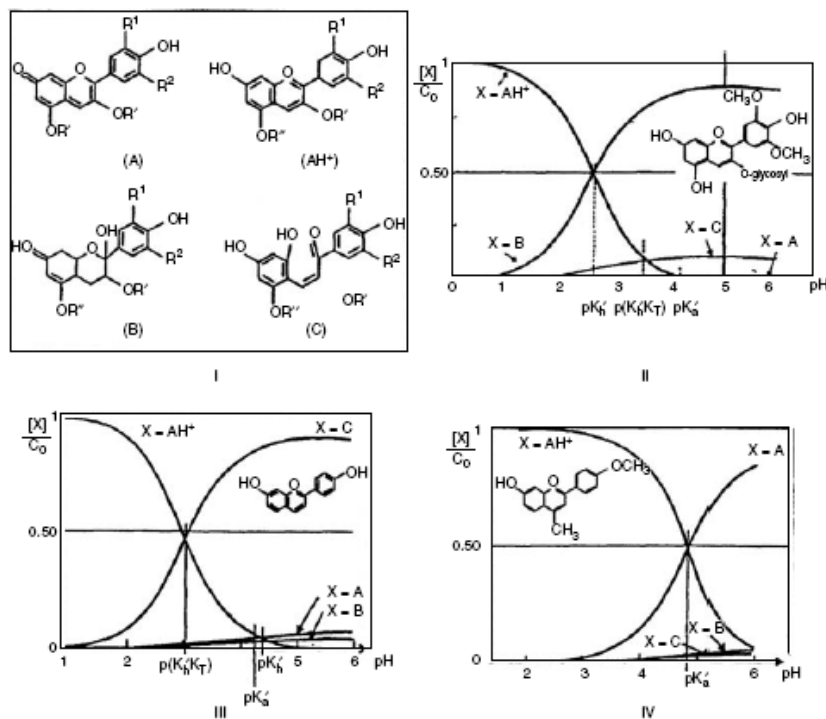 R¹
OH
O
O
R²
OR'
OR'
(A)
R¹
OH
HO
O
R²
OR'
OR''
(AH⁺)
R¹
OH
HO
OH
O
R²
OR'
OR''
(B)
R¹
OH
HO
HO
O
R²
OR''
OR'
(C)
I
[X]
C₀
1
0.50
X = AH⁺
X = B
X = C
X = A
CH₃O
OH
HO
O
OCH₃
O-glycosyl
OH
0 1 2 3 4 5 6 pH
pK'h p(K'hKT) pK'a
II
[X]
C₀
1
0.50
0
X = AH⁺
X = C
HO
O
OH
X = A
X = B
1 2 5 6 pH
p(K'hKT) pK'h
pK'a
III
[X]
C₀
1
0.50
0
X = AH⁺
X = A
OCH₃
HO
O
CH₃
X = B
X = C
2 3 4 5 6 pH
pK'a
IV